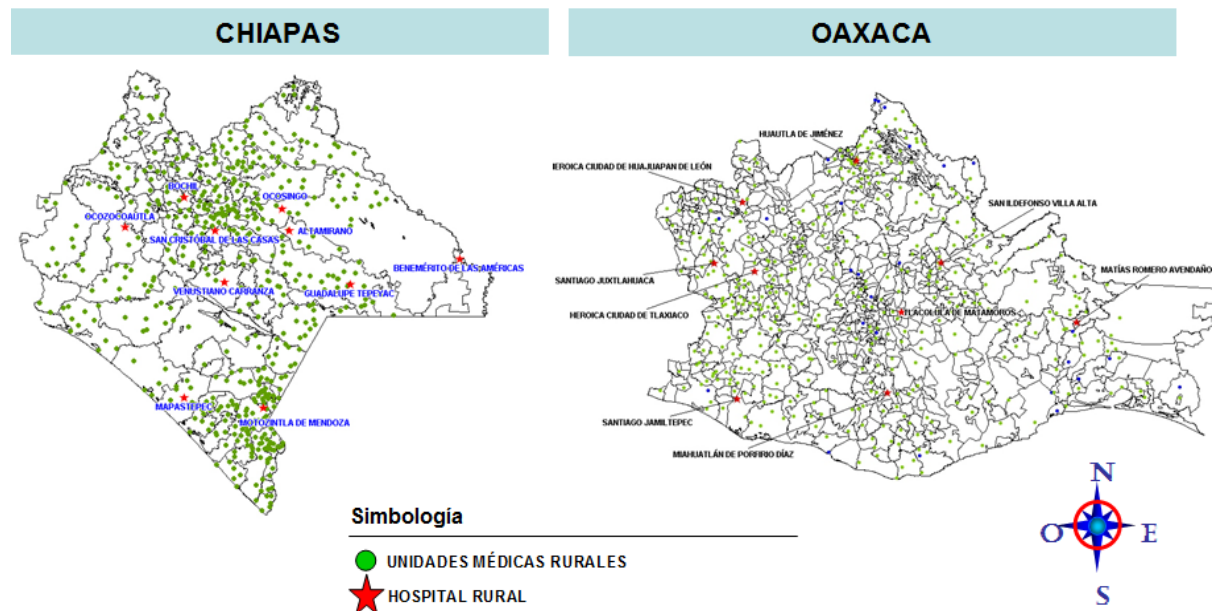 CHIAPAS
OAXACA
BOCHIL
OCOSINGO
OCOZOCOAUTLA
SAN CRISTOBAL DE LAS CASAS
ALTAMIRANO
BENEMÉRITO DE LAS AMÉRICAS
VENUSTIANO CARRANZA
GUADALUPE TEPEYAC
MAPASTEPEC
MOTOZINTLA DE MENDOZA
HUAUTLA DE JIMÉNEZ
HEROICA CIUDAD DE HUAJUAPAN DE LEÓN
SAN ILDEFONSO VILLA ALTA
MATÍAS ROMERO AVENDAÑO
SANTIAGO JUXTLAHUACA
HEROICA CIUDAD DE TLAXIACO
TLACOLULA DE MATAMOROS
SANTIAGO JAMILTEPEC
MIAHUATLÁN DE PORFIRIO DÍAZ
Simbología
UNIDADES MÉDICAS RURALES
HOSPITAL RURAL
N
O E
S